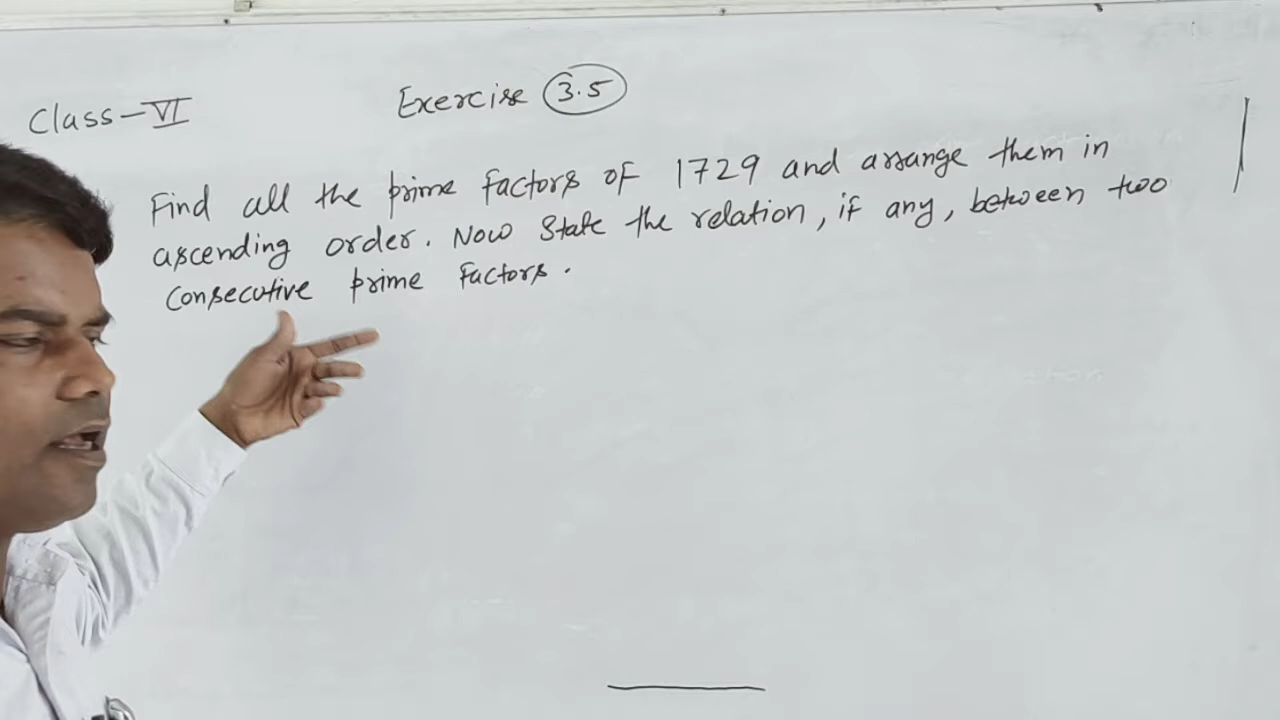 Class-VI
Exercise 3.5
Find all the prime factors of 1729 and arrange them in
ascending order. Now state the relation, if any, between two
consecutive prime factors.